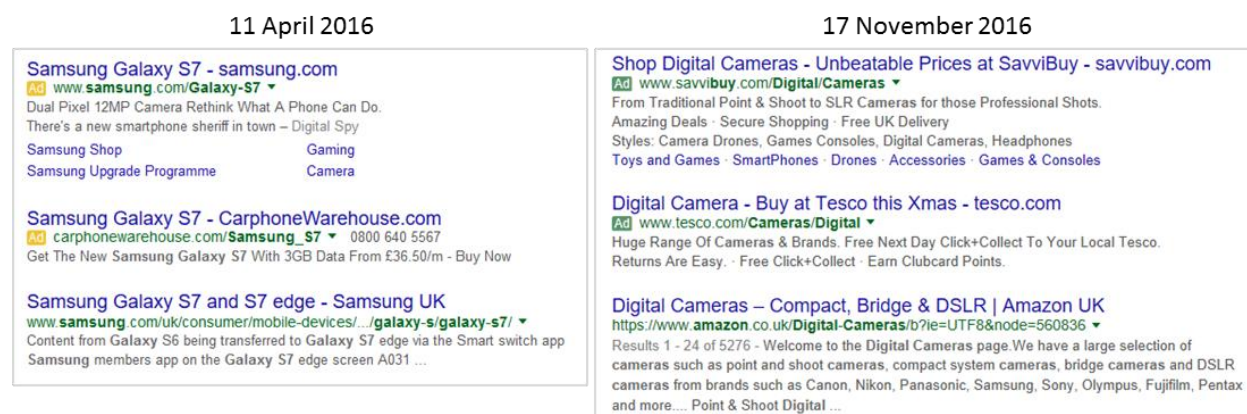 11 April 2016
Samsung Galaxy S7 - samsung.com
Ad www.samsung.com/Galaxy-S7
Dual Pixel 12MP Camera Rethink What A Phone Can Do.
There's a new smartphone sheriff in town – Digital Spy
Samsung Shop Gaming
Samsung Upgrade Programme Camera
Samsung Galaxy S7 - CarphoneWarehouse.com
Ad carphonewarehouse.com/Samsung_S7 0800 640 5567
Get The New Samsung Galaxy S7 With 3GB Data From £36.50/m - Buy Now
Samsung Galaxy S7 and S7 edge - Samsung UK
www.samsung.com/uk/consumer/mobile-devices/.../galaxy-s/galaxy-s7/
Content from Galaxy S6 being transferred to Galaxy S7 edge via the Smart switch app
Samsung members app on the Galaxy S7 edge screen A031 ...
17 November 2016
Shop Digital Cameras - Unbeatable Prices at SavviBuy - savvibuy.com
Ad www.savvibuy.com/Digital/Cameras
From Traditional Point & Shoot to SLR Cameras for those Professional Shots.
Amazing Deals · Secure Shopping · Free UK Delivery
Styles: Camera Drones, Games Consoles, Digital Cameras, Headphones
Toys and Games · SmartPhones · Drones · Accessories · Games & Consoles
Digital Camera - Buy at Tesco this Xmas - tesco.com
Ad www.tesco.com/Cameras/Digital
Huge Range Of Cameras & Brands. Free Next Day Click+Collect To Your Local Tesco.
Returns Are Easy. · Free Click+Collect · Earn Clubcard Points.
Digital Cameras – Compact, Bridge & DSLR | Amazon UK
https://www.amazon.co.uk/Digital-Cameras/b?ie=UTF8&node=560836
Results 1 - 24 of 5276 - Welcome to the Digital Cameras page.We have a large selection of
cameras such as point and shoot cameras, compact system cameras, bridge cameras and DSLR
cameras from brands such as Canon, Nikon, Panasonic, Samsung, Sony, Olympus, Fujifilm, Pentax
and more.... Point & Shoot Digital ...